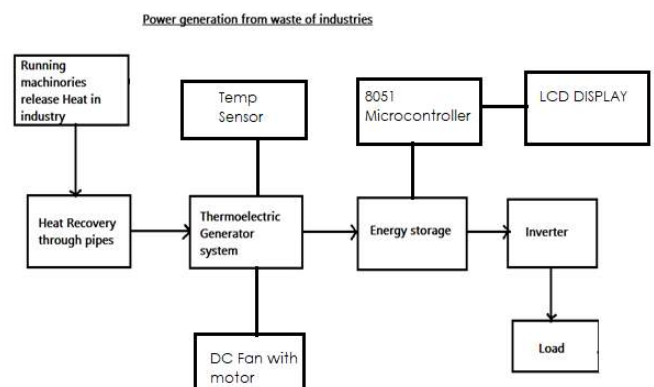 Power generation from waste of industries
Running
machinories
release Heat in
industry
Temp
Sensor
8051
Microcontroller
LCD DISPLAY
Heat Recovery
through pipes
Thermoelectric
Generator
system
Energy storage
Inverter
DC Fan with
motor
Load